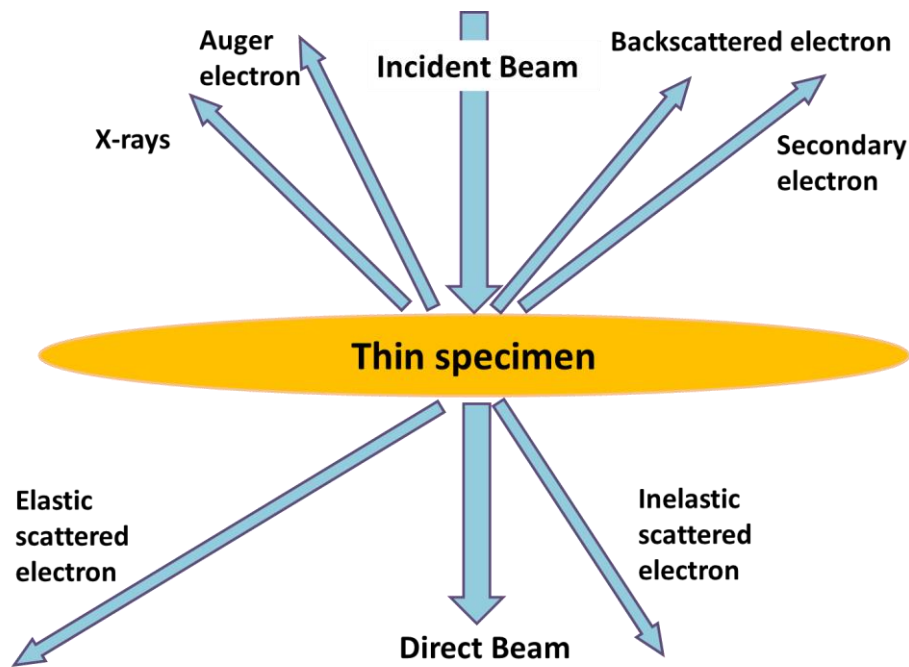 Auger
electron
Incident Beam
Backscattered electron
X-rays
Secondary
electron
Thin specimen
Elastic
scattered
electron
Inelastic
scattered
electron
Direct Beam